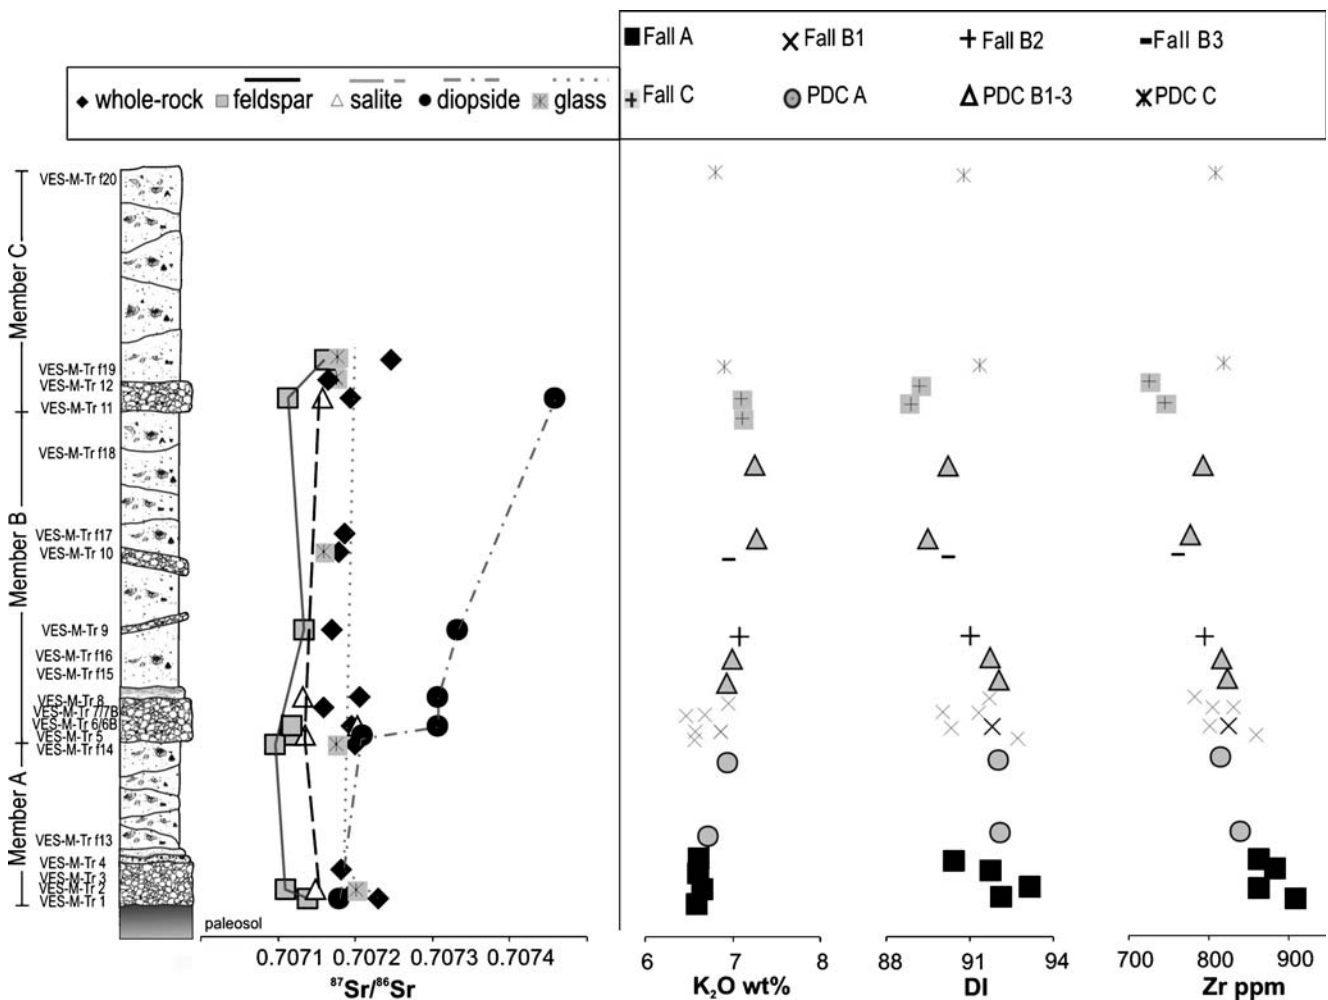 Fall A Fall B1 Fall B2 Fall B3
whole-rock feldspar salite diopside glass
Fall C PDC A PDC B1-3 PDC C
Member C
Member B
Member A
VES-M-Tr f20
VES-M-Tr f19
VES-M-Tr 12
VES-M-Tr 11
VES-M-Tr f18
VES-M-Tr f17
VES-M-Tr 10
VES-M-Tr 9
VES-M-Tr f16
VES-M-Tr f15
VES-M-Tr 8
VES-M-Tr 7/7B
VES-M-Tr 6/6B
VES-M-Tr 5
VES-M-Tr f14
VES-M-Tr f13
VES-M-Tr 4
VES-M-Tr 3
VES-M-Tr 2
VES-M-Tr 1
paleosol
0.7071 0.7072 0.7073 0.7074
⁸⁷Sr/⁸⁶Sr
6 7 8
K₂O wt%
88 91 94
DI
700 800 900
Zr ppm